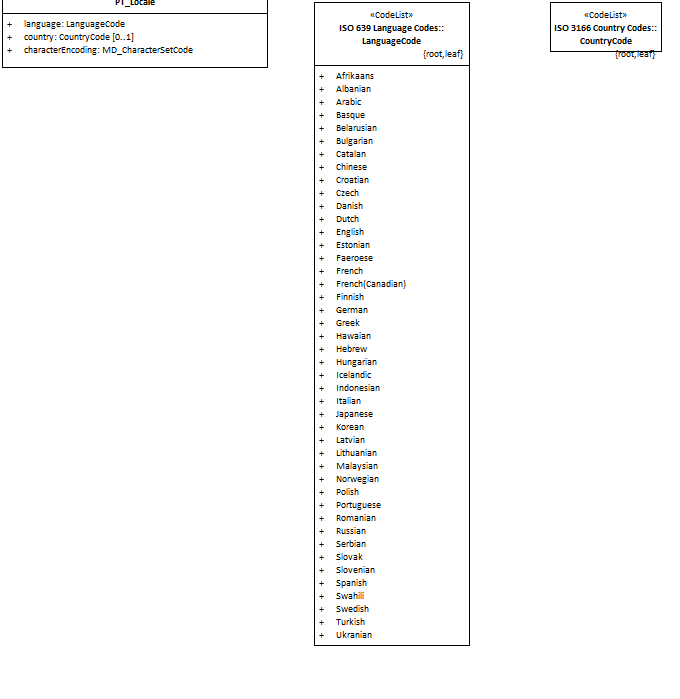 PT_Locale
+ language: LanguageCode
+ country: CountryCode [0..1]
+ characterEncoding: MD_CharacterSetCode
«CodeList»
ISO 639 Language Codes::
LanguageCode
{root,leaf}
+ Afrikaans
+ Albanian
+ Arabic
+ Basque
+ Belarusian
+ Bulgarian
+ Catalan
+ Chinese
+ Croatian
+ Czech
+ Danish
+ Dutch
+ English
+ Estonian
+ Faeroese
+ French
+ French(Canadian)
+ Finnish
+ German
+ Greek
+ Hawaian
+ Hebrew
+ Hungarian
+ Icelandic
+ Indonesian
+ Italian
+ Japanese
+ Korean
+ Latvian
+ Lithuanian
+ Malaysian
+ Norwegian
+ Polish
+ Portuguese
+ Romanian
+ Russian
+ Serbian
+ Slovak
+ Slovenian
+ Spanish
+ Swahili
+ Swedish
+ Turkish
+ Ukranian
«CodeList»
ISO 3166 Country Codes::
CountryCode
{root,leaf}